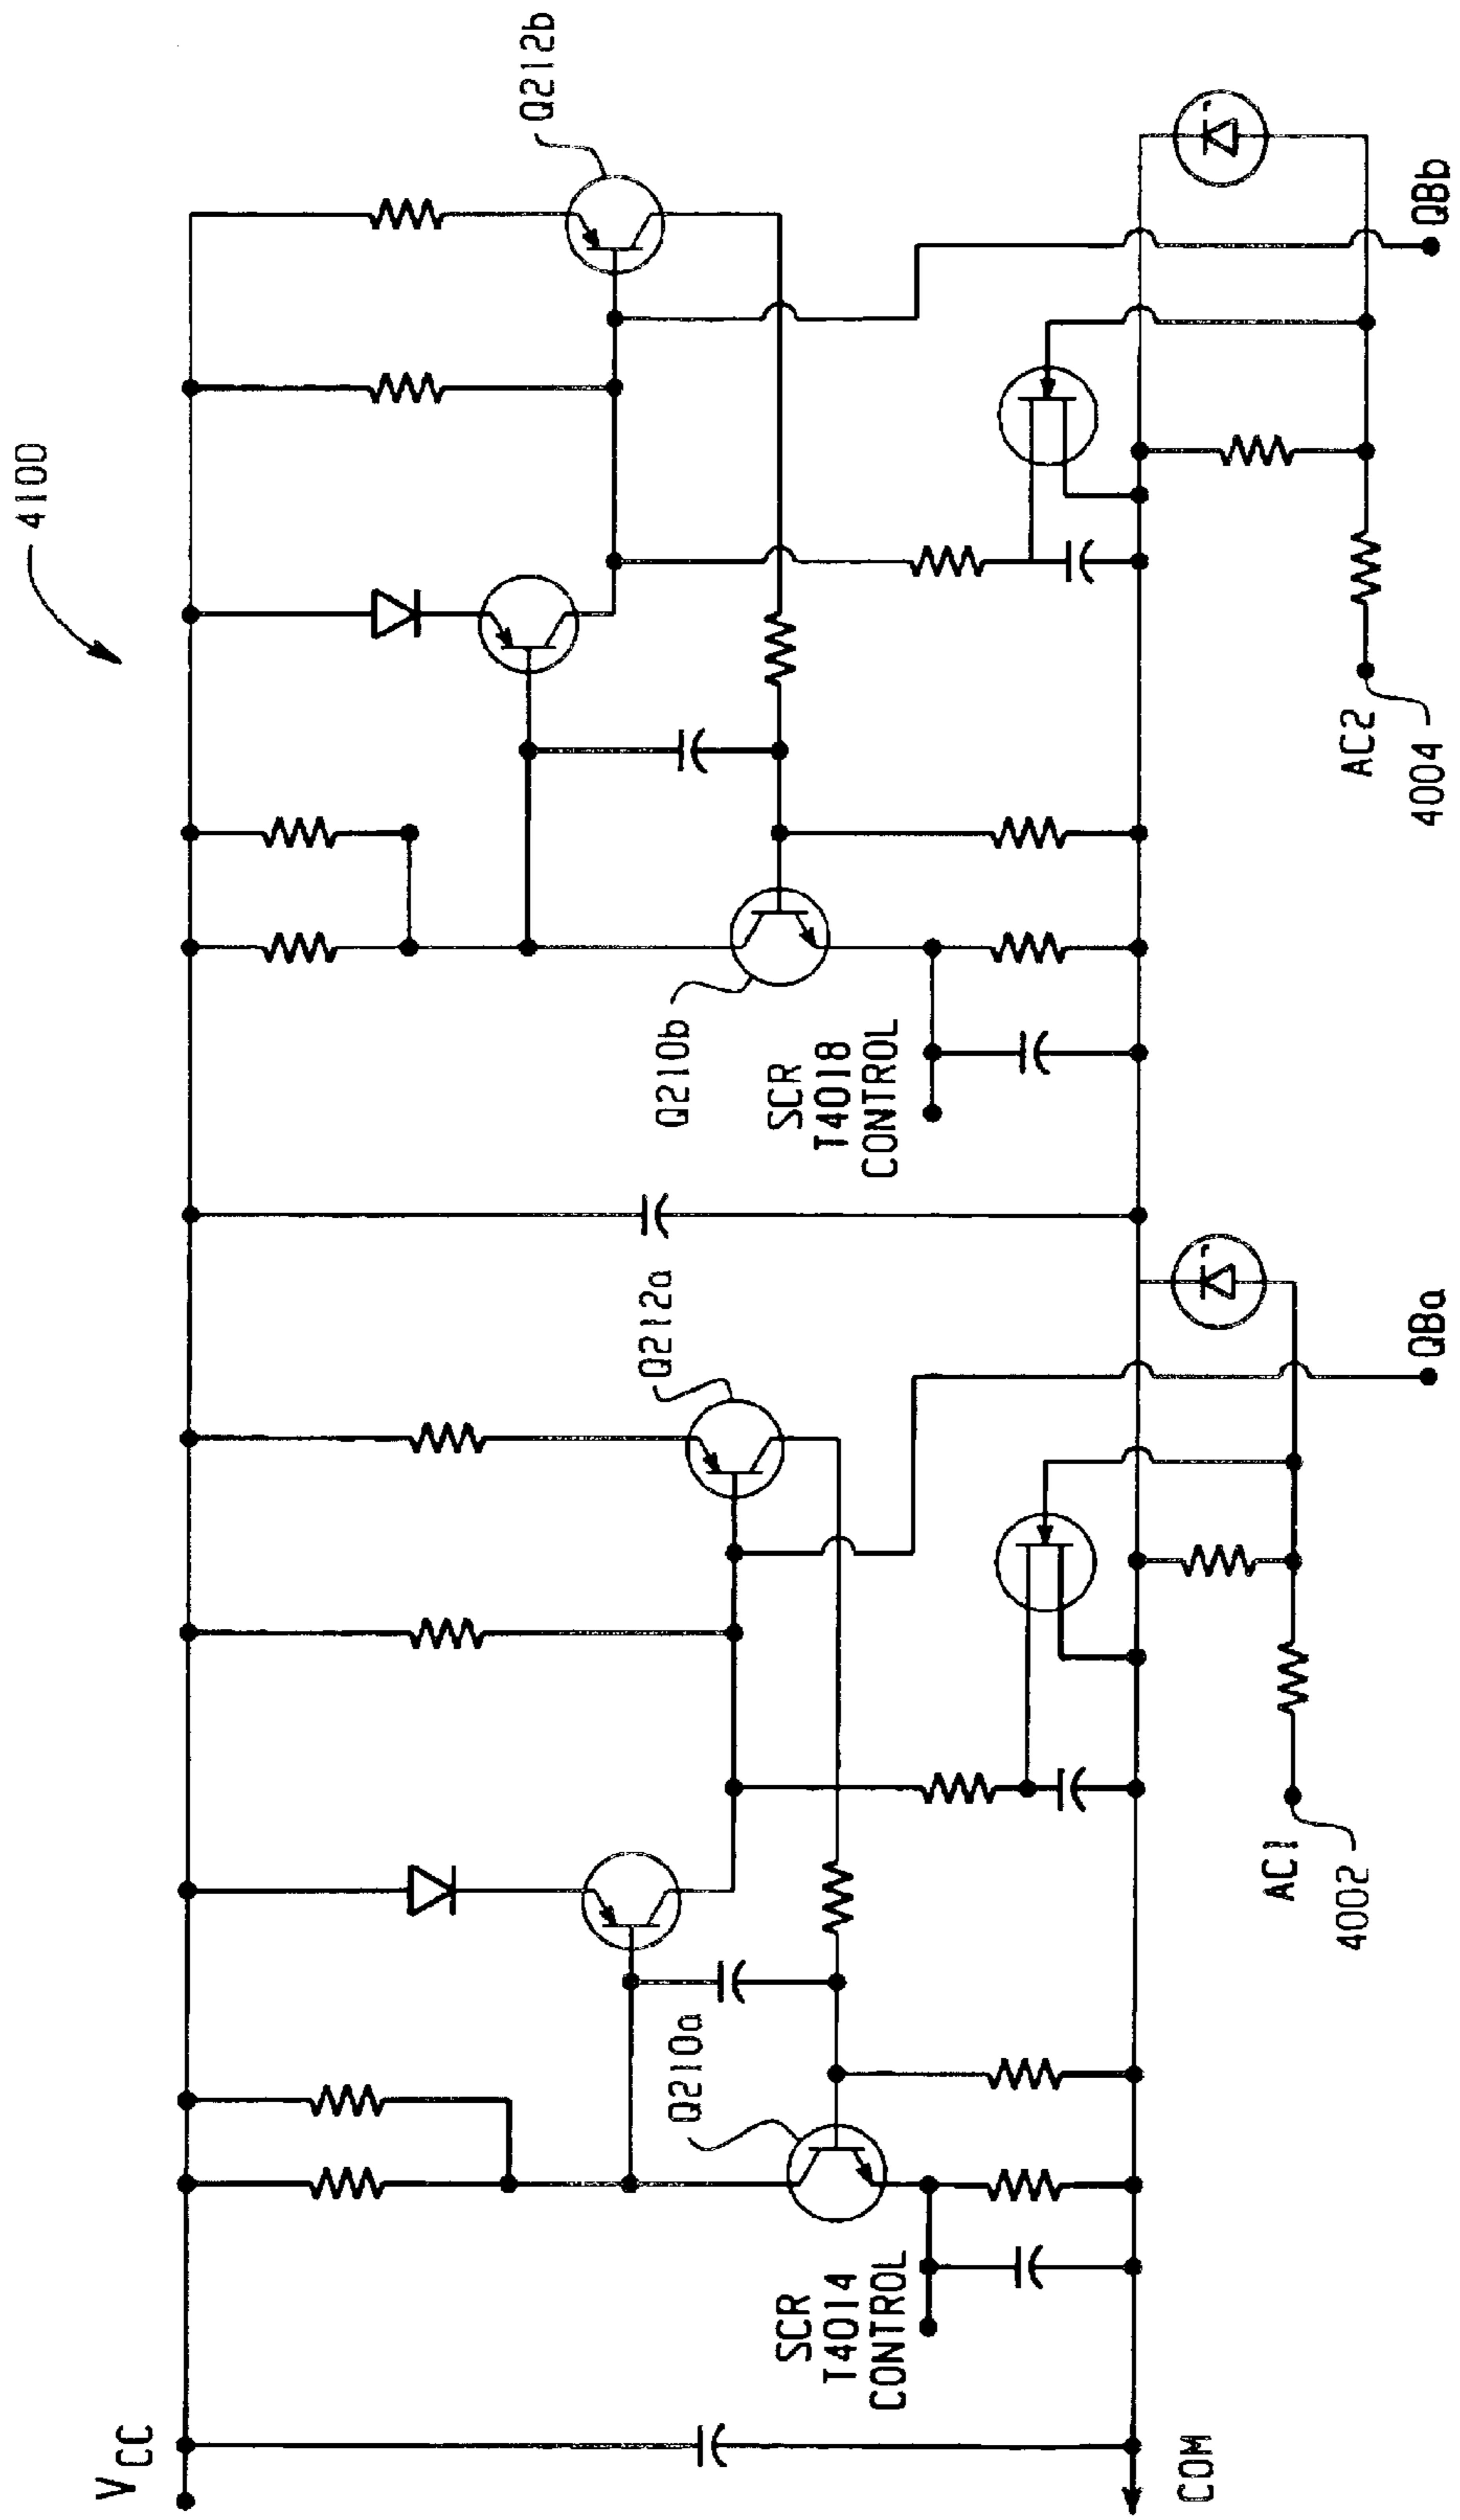 4100
VCC
COM
SCR
T4014
CONTROL
Q210a
Q212a
AC1
4002
QBa
SCR
T4018
CONTROL
Q210b
Q212b
AC2
4004
QBb